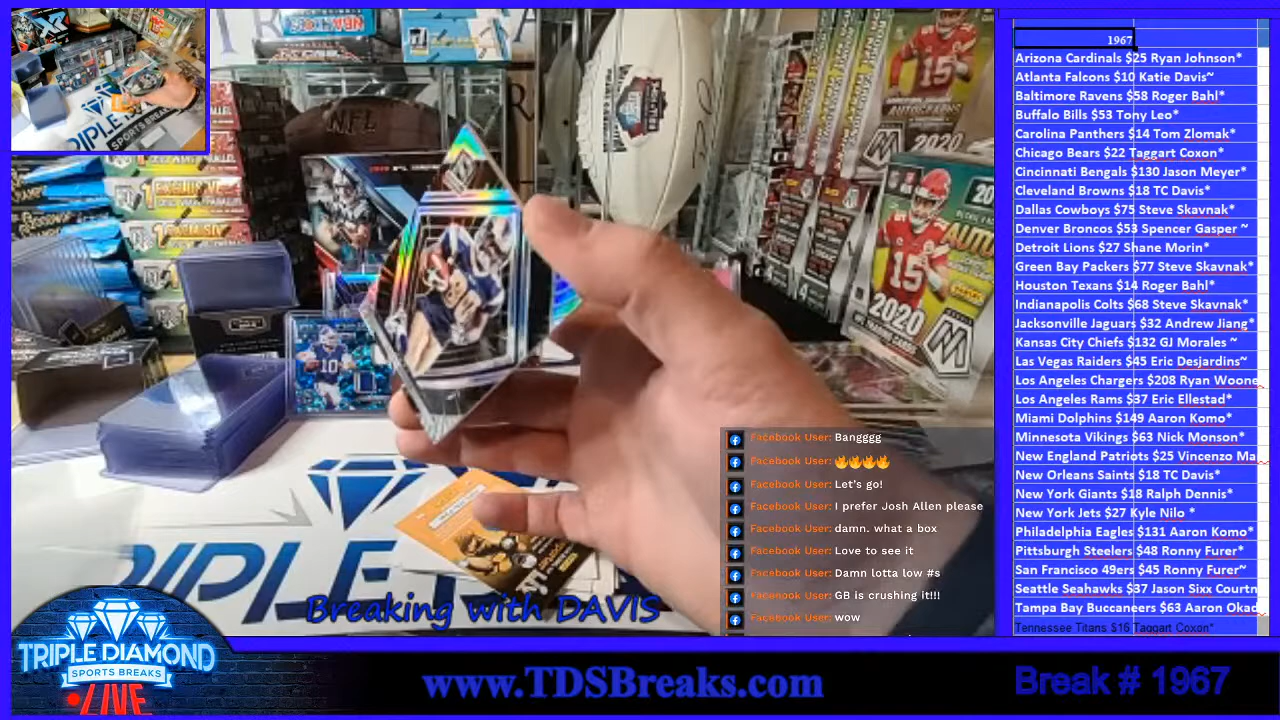 1967
Arizona Cardinals $25 Ryan Johnson*
Atlanta Falcons $10 Katie Davis~
Baltimore Ravens $58 Roger Bahl*
Buffalo Bills $53 Tony Leo*
Carolina Panthers $14 Tom Zlomak*
Chicago Bears $22 Taggart Coxon*
Cincinnati Bengals $130 Jason Meyer*
Cleveland Browns $18 TC Davis*
Dallas Cowboys $75 Steve Skavnak*
Denver Broncos $53 Spencer Gasper ~
Detroit Lions $27 Shane Morin*
Green Bay Packers $77 Steve Skavnak*
Houston Texans $14 Roger Bahl*
Indianapolis Colts $68 Steve Skavnak*
Jacksonville Jaguars $32 Andrew Jiang*
Kansas City Chiefs $132 GJ Morales ~
Las Vegas Raiders $45 Eric Desjardins~
Los Angeles Chargers $208 Ryan Woone
Los Angeles Rams $37 Eric Ellestad*
Miami Dolphins $149 Aaron Komo*
Minnesota Vikings $63 Nick Monson*
New England Patriots $25 Vincenzo Ma
New Orleans Saints $18 TC Davis*
New York Giants $18 Ralph Dennis*
New York Jets $27 Kyle Nilo *
Philadelphia Eagles $131 Aaron Komo*
Pittsburgh Steelers $48 Ronny Furer*
San Francisco 49ers $45 Ronny Furer~
Seattle Seahawks $37 Jason Sixx Courtn
Tampa Bay Buccaneers $63 Aaron Okad
Tennessee Titans $16 Taggart Coxon*
NFL
15
2020
15
2020
Facebook User: Bangggg
Facebook User: 🔥🔥🔥🔥
Facebook User: Let's go!
Facebook User: I prefer Josh Allen please
Facebook User: damn. what a box
Facebook User: Love to see it
Facebook User: Damn lotta low #s
Facebook User: GB is crushing it!!!
Facebook User: wow
Breaking with DAVIS
TRIPLE DIAMOND
SPORTS BREAKS
LIVE
www.TDSBreaks.com
Break # 1967